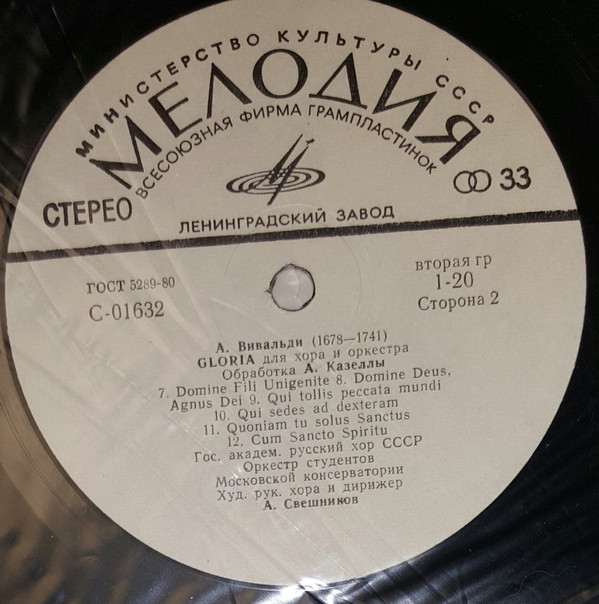 МИНИСТЕРСТВО КУЛЬТУРЫ СССР
МЕЛОДИЯ
ВСЕСОЮЗНАЯ ФИРМА ГРАМПЛАСТИНОК
СТЕРЕО
33
ЛЕНИНГРАДСКИЙ ЗАВОД
ГОСТ 5289-80
С-01632
вторая гр
1-20
Сторона 2
А. Вивальди (1678—1741)
GLORIA для хора и оркестра
Обработка А. Казеллы
7. Domine Fili Unigenite 8. Domine Deus,
Agnus Dei 9. Qui tollis peccata mundi
10. Qui sedes ad dexteram
11. Quoniam tu solus Sanctus
12. Cum Sancto Spiritu
Гос. академ. русский хор СССР
Оркестр студентов
Московской консерватории
Худ. рук. хора и дирижер
А. Свешников